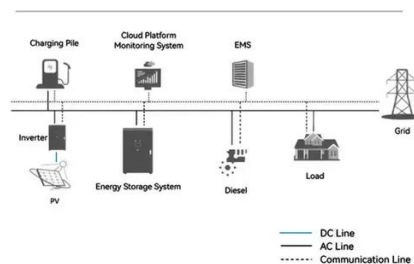 Charging Pile
Cloud Platform
Monitoring System
EMS
Inverter
Grid
PV
Energy Storage System
Diesel
Load
DC Line
AC Line
Communication Line